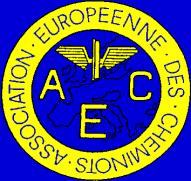 ASSOCIATION · EUROPEENNE · DES · CHEMINOTS ·
A C
E